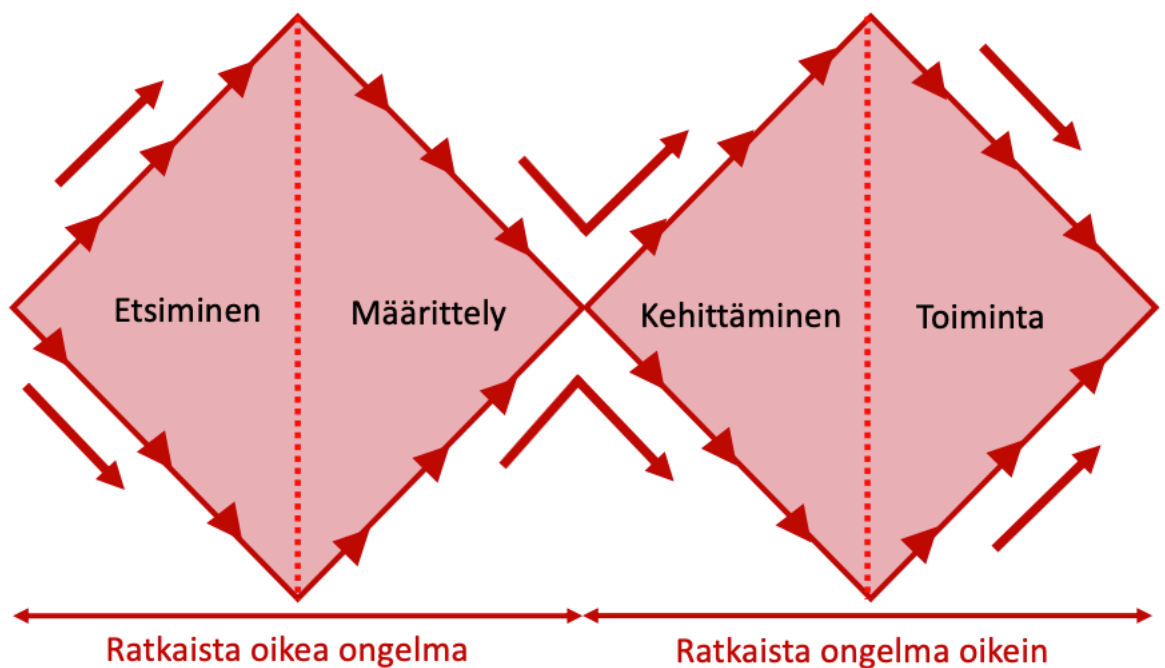 Etsiminen
Määrittely
Kehittäminen
Toiminta
Ratkaista oikea ongelma
Ratkaista ongelma oikein